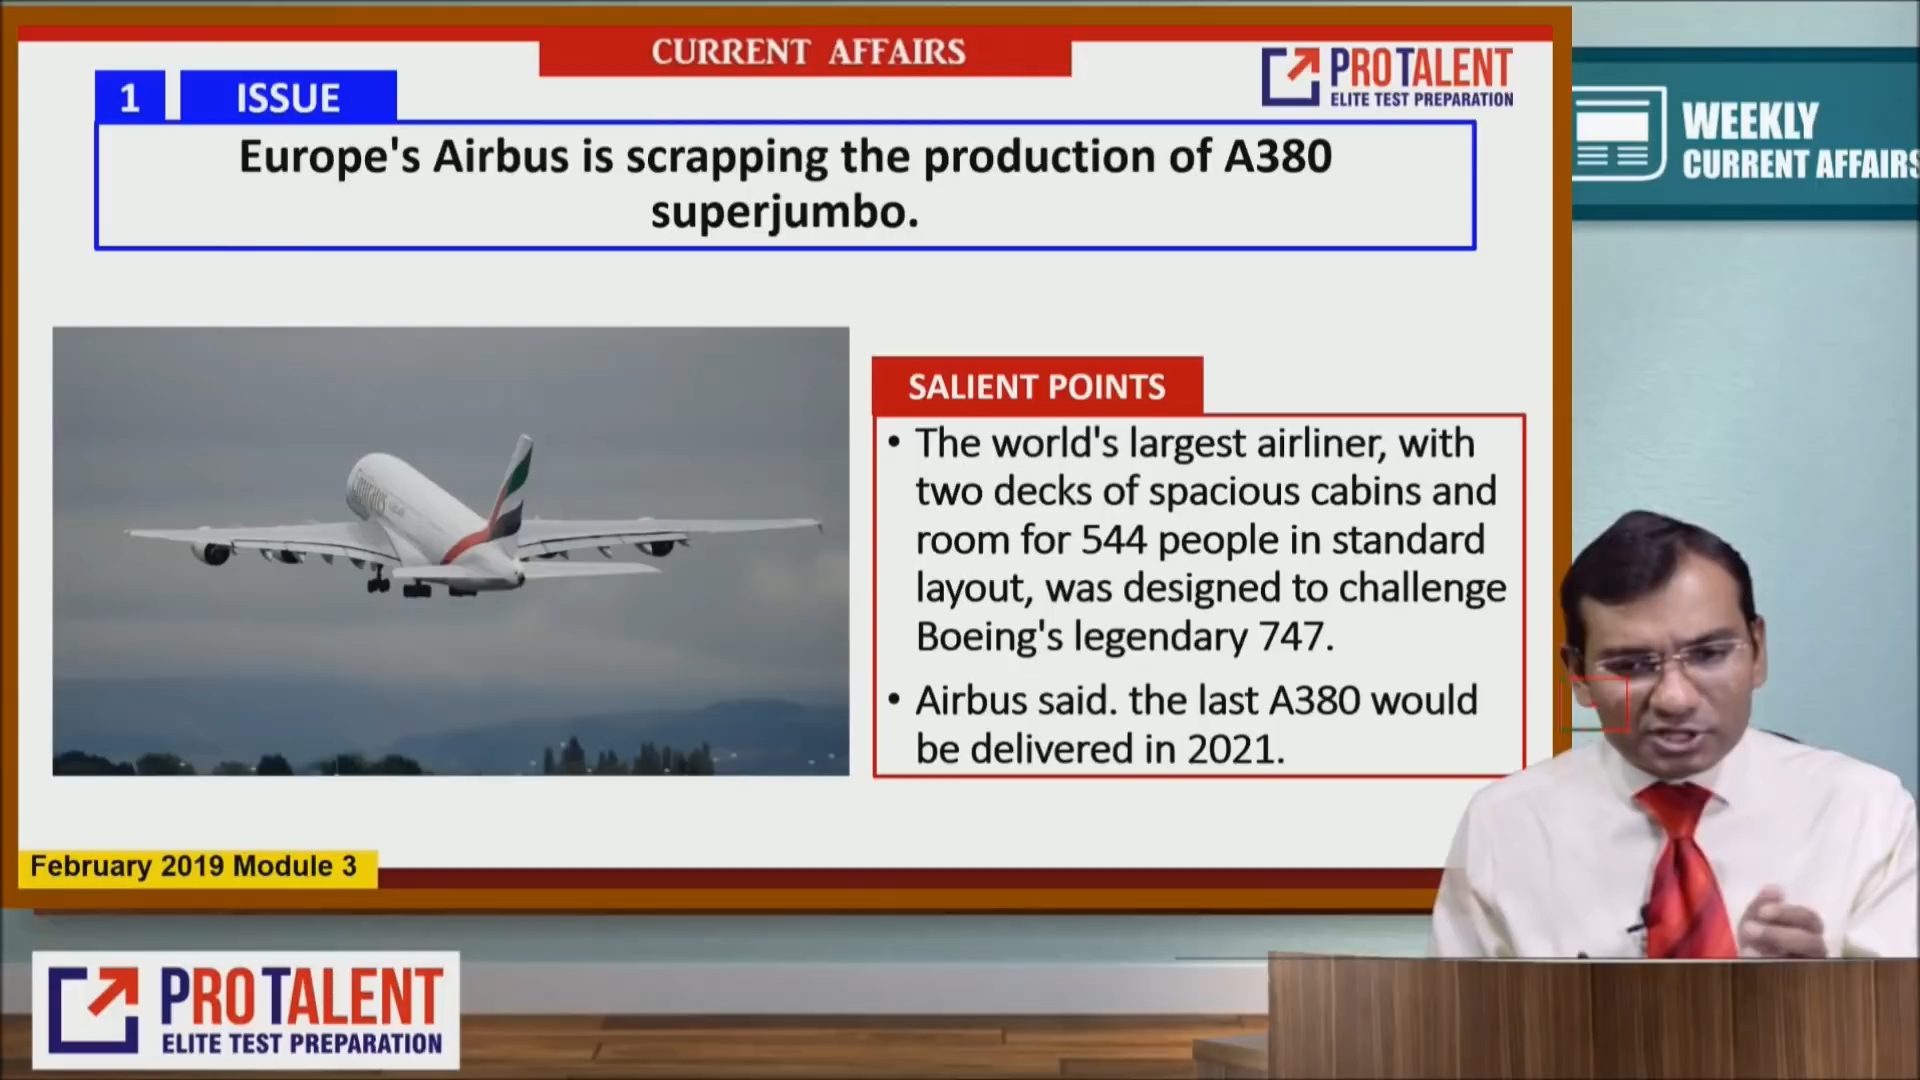 CURRENT AFFAIRS
PROTALENT
ELITE TEST PREPARATION
1 ISSUE
Europe's Airbus is scrapping the production of A380
superjumbo.
WEEKLY
CURRENT AFFAIRS
Emirates
SALIENT POINTS
• The world's largest airliner, with
two decks of spacious cabins and
room for 544 people in standard
layout, was designed to challenge
Boeing's legendary 747.
• Airbus said. the last A380 would
be delivered in 2021.
February 2019 Module 3
PROTALENT
ELITE TEST PREPARATION